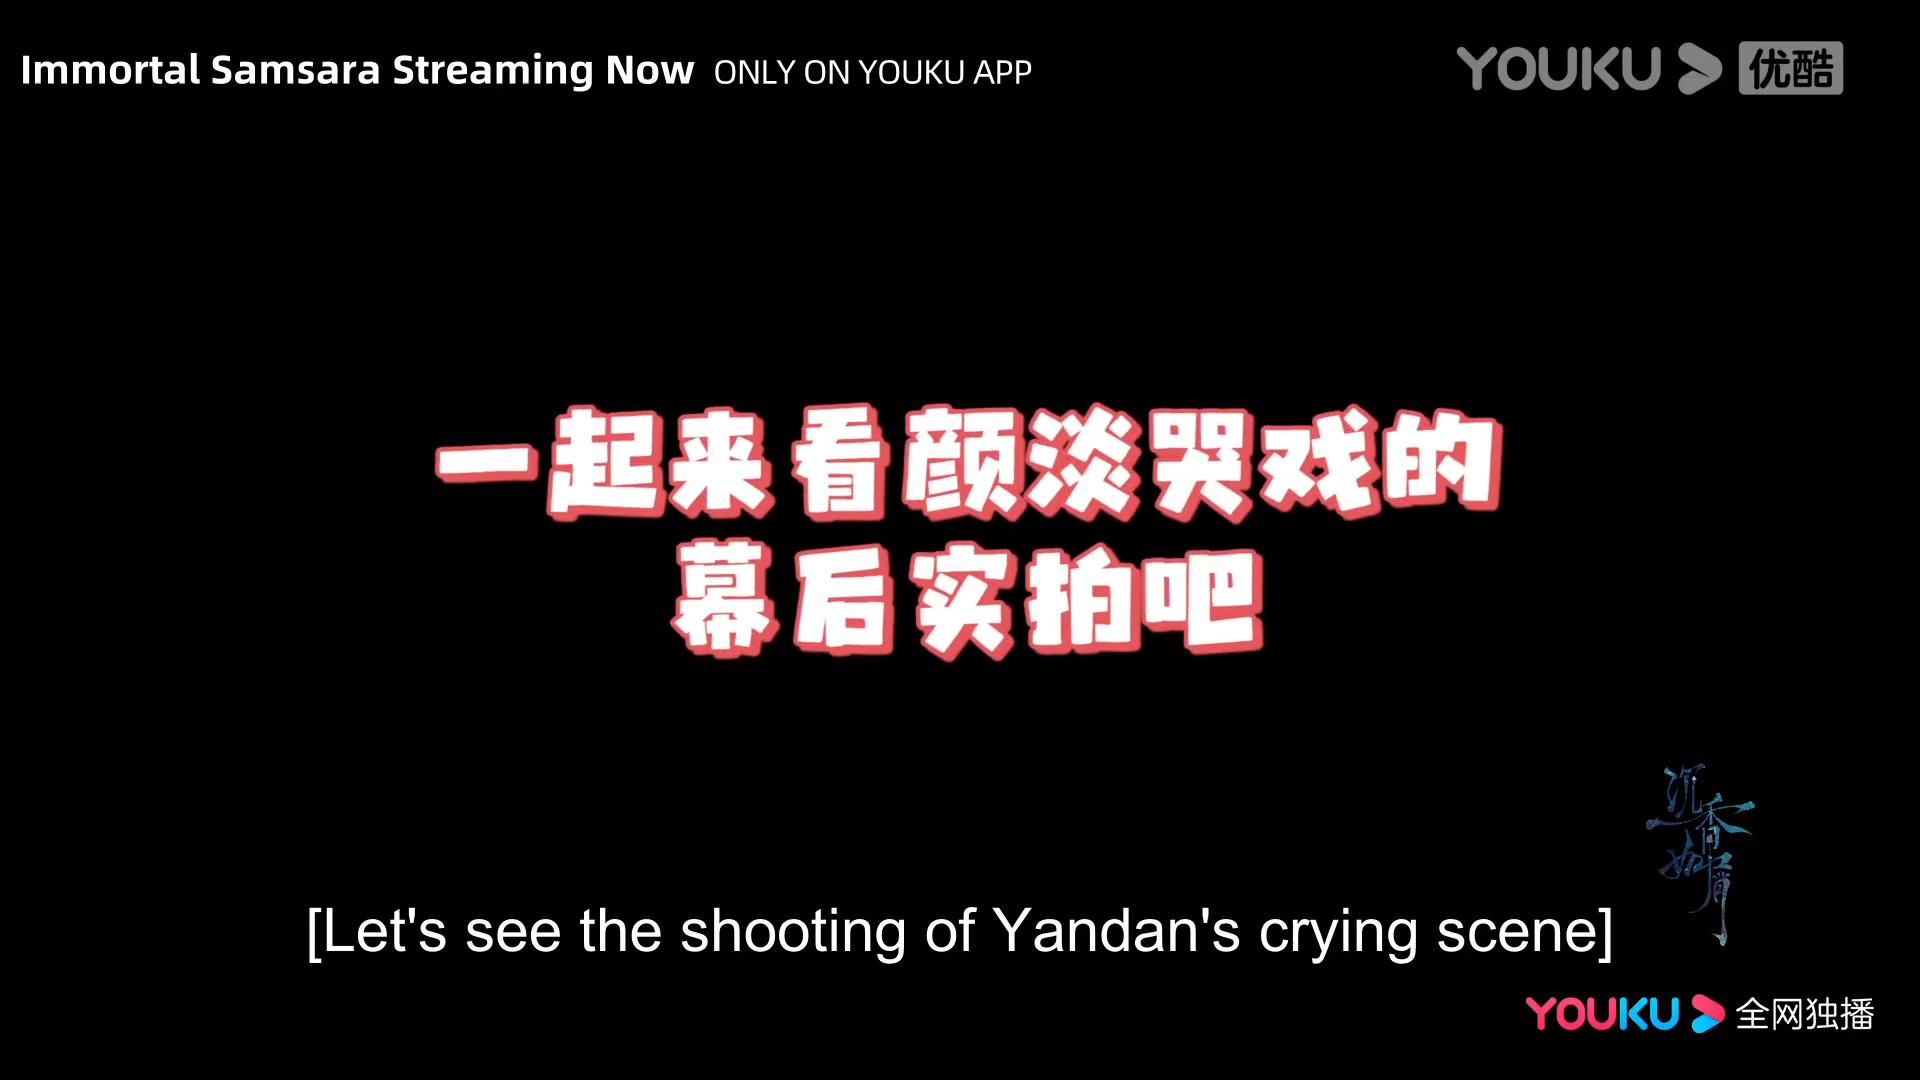 Immortal Samsara Streaming Now ONLY ON YOUKU APP
YOUKU 优酷
一起来看颜淡哭戏的
幕后实拍吧
沉香如屑
[Let's see the shooting of Yandan's crying scene]
YOUKU 全网独播